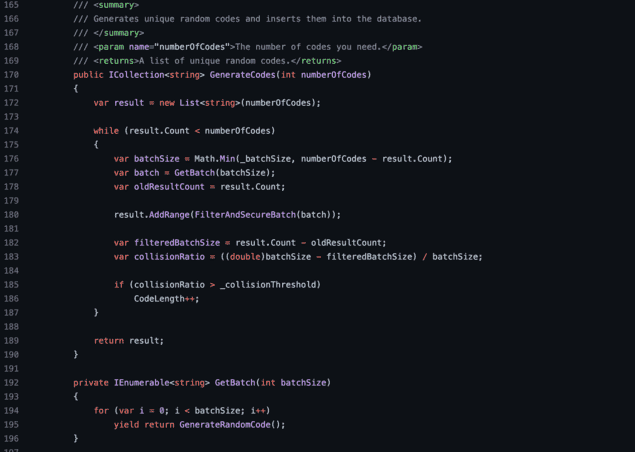 165 /// <summary>
166 /// Generates unique random codes and inserts them into the database.
167 /// </summary>
168 /// <param name="numberOfCodes">The number of codes you need.</param>
169 /// <returns>A list of unique random codes.</returns>
170 public ICollection<string> GenerateCodes(int numberOfCodes)
171 {
172     var result = new List<string>(numberOfCodes);
173
174     while (result.Count < numberOfCodes)
175     {
176         var batchSize = Math.Min(_batchSize, numberOfCodes - result.Count);
177         var batch = GetBatch(batchSize);
178         var oldResultCount = result.Count;
179
180         result.AddRange(FilterAndSecureBatch(batch));
181
182         var filteredBatchSize = result.Count - oldResultCount;
183         var collisionRatio = ((double)batchSize - filteredBatchSize) / batchSize;
184
185         if (collisionRatio > _collisionThreshold)
186             CodeLength++;
187     }
188
189     return result;
190 }
191
192 private IEnumerable<string> GetBatch(int batchSize)
193 {
194     for (var i = 0; i < batchSize; i++)
195         yield return GenerateRandomCode();
196 }